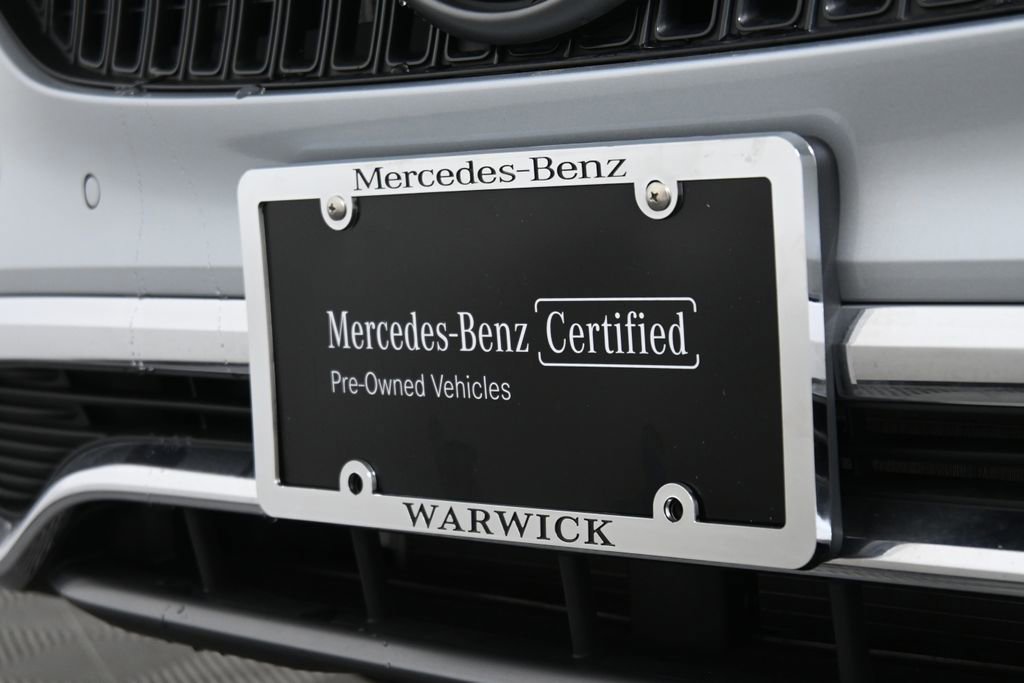 Mercedes-Benz
Mercedes-Benz Certified
Pre-Owned Vehicles
WARWICK